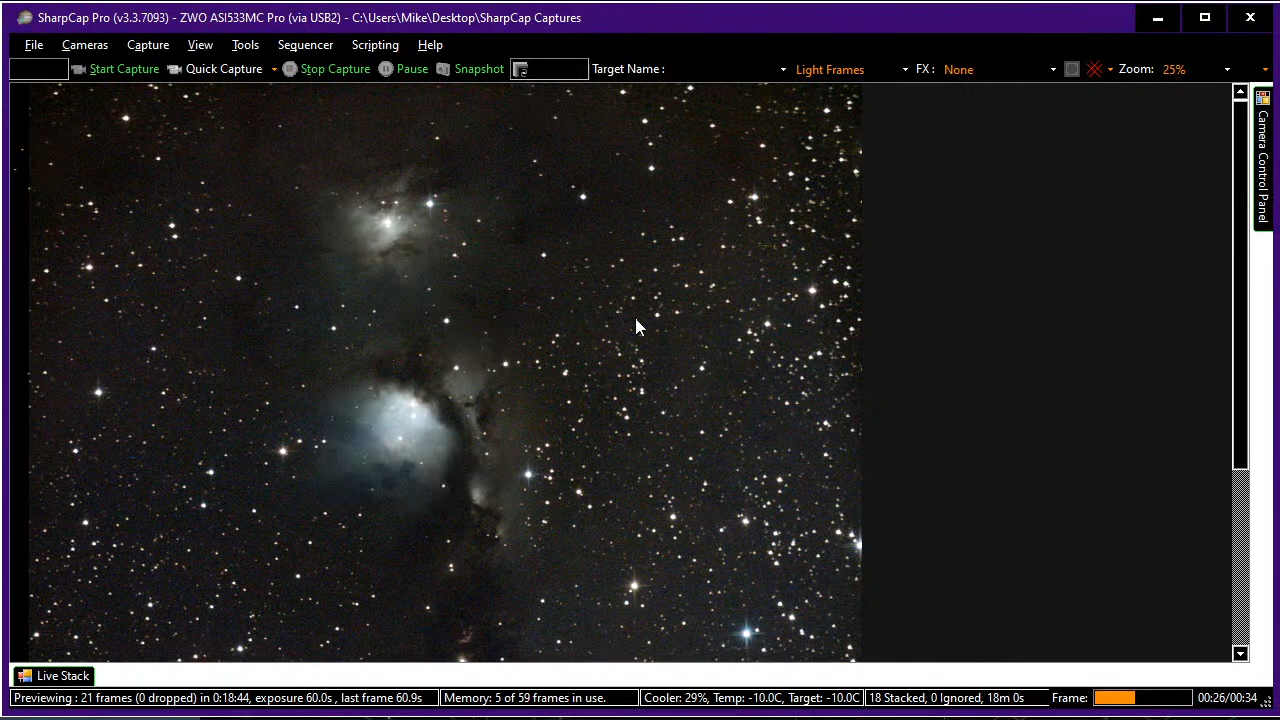 SharpCap Pro (v3.3.7093) - ZWO ASI533MC Pro (via USB2) - C:\Users\Mike\Desktop\SharpCap Captures
File Cameras Capture View Tools Sequencer Scripting Help
Start Capture Quick Capture Stop Capture Pause Snapshot Target Name : Light Frames FX : None Zoom: 25%
Camera Control Panel
Live Stack
Previewing : 21 frames (0 dropped) in 0:18:44, exposure 60.0s , last frame 60.9s Memory: 5 of 59 frames in use. Cooler: 29%, Temp: -10.0C, Target: -10.0C 18 Stacked, 0 Ignored, 18m 0s Frame: 00:26/00:34